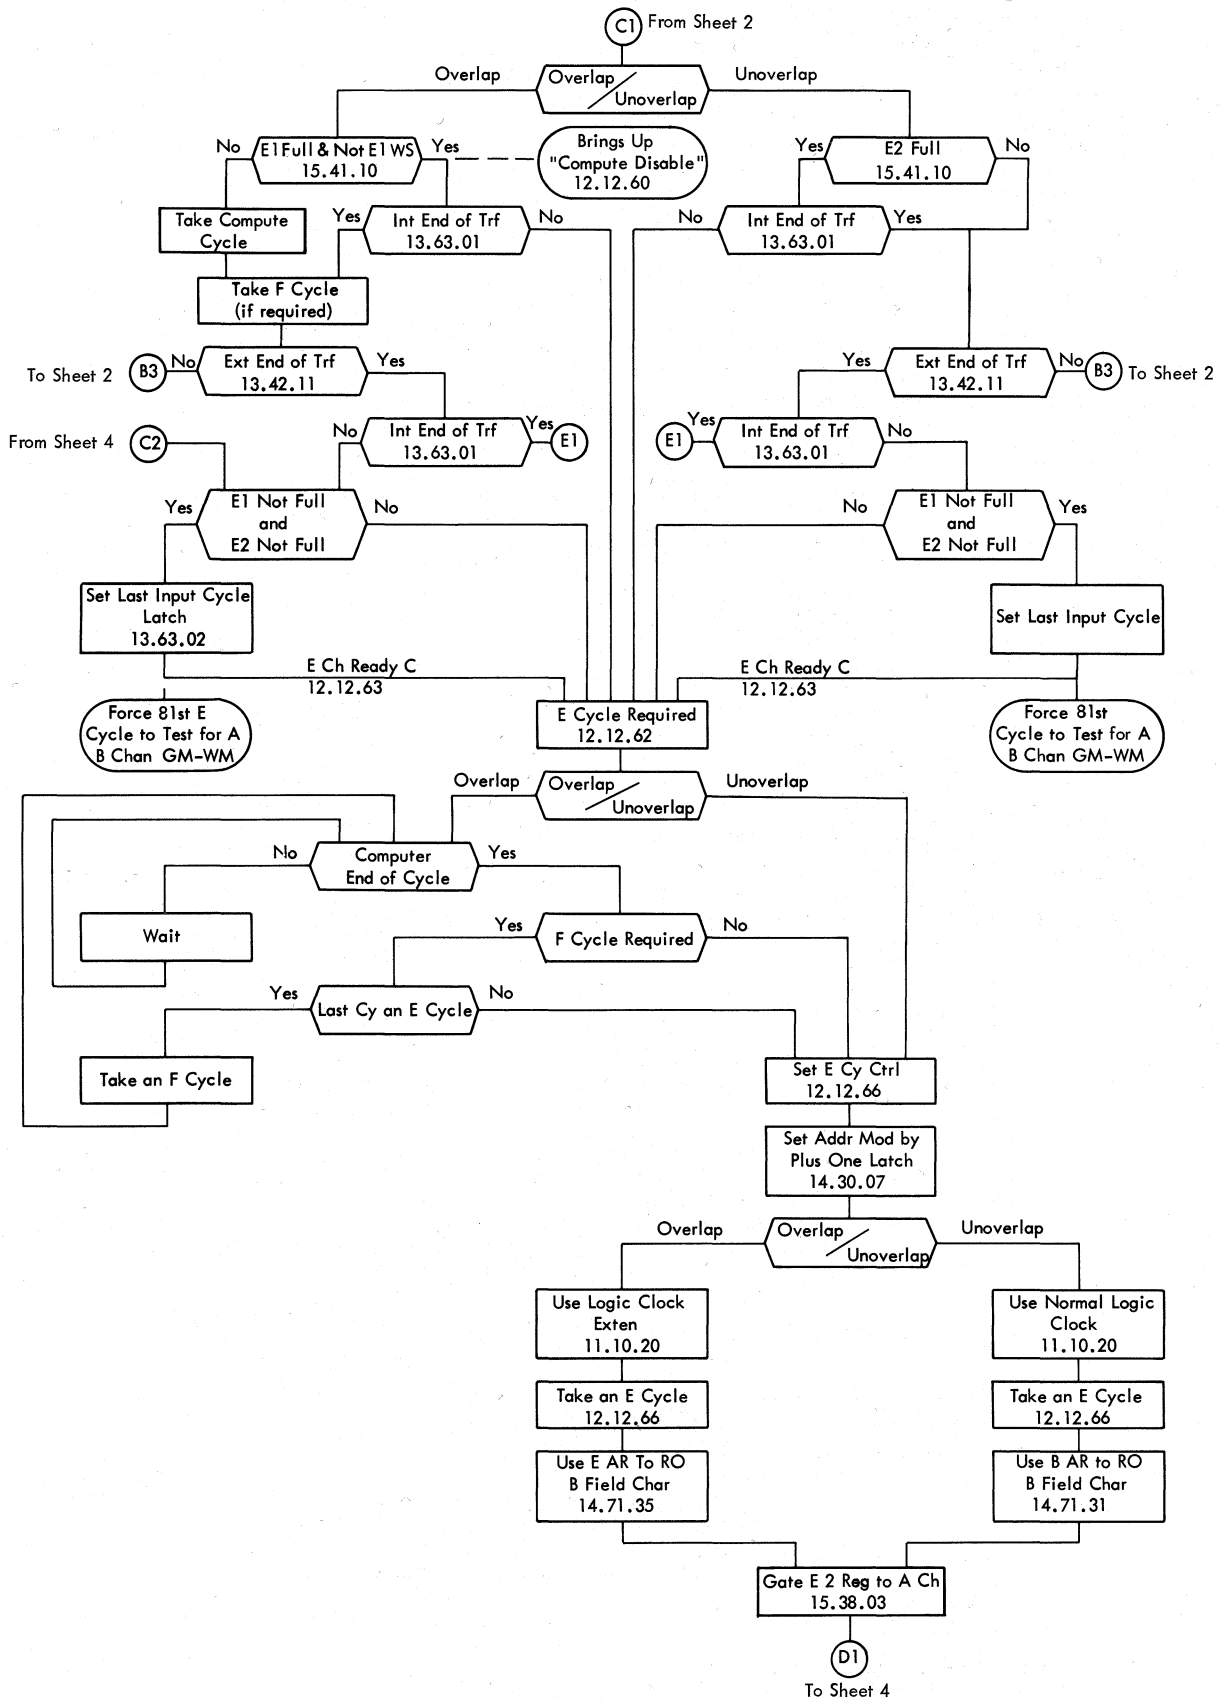 C1 From Sheet 2
Overlap
Overlap
Unoverlap
Unoverlap
No
E1 Full & Not E1 WS
15.41.10
Yes
Brings Up
"Compute Disable"
12.12.60
Yes
E2 Full
15.41.10
No
Take Compute
Cycle
Yes
Int End of Trf
13.63.01
No
No
Int End of Trf
13.63.01
Yes
Take F Cycle
(if required)
To Sheet 2
B3
No
Ext End of Trf
13.42.11
Yes
Yes
Ext End of Trf
13.42.11
No
B3
To Sheet 2
From Sheet 4
C2
No
Int End of Trf
13.63.01
Yes
E1
E1
Yes
Int End of Trf
13.63.01
No
Yes
E1 Not Full
and
E2 Not Full
No
No
E1 Not Full
and
E2 Not Full
Yes
Set Last Input Cycle
Latch
13.63.02
Set Last Input Cycle
E Ch Ready C
12.12.63
E Ch Ready C
12.12.63
Force 81st E
Cycle to Test for A
B Chan GM-WM
E Cycle Required
12.12.62
Force 81st
Cycle to Test for A
B Chan GM-WM
Overlap
Overlap
Unoverlap
Unoverlap
No
Computer
End of Cycle
Yes
Wait
Yes
F Cycle Required
No
Yes
Last Cy an E Cycle
No
Take an F Cycle
Set E Cy Ctrl
12.12.66
Set Addr Mod by
Plus One Latch
14.30.07
Overlap
Overlap
Unoverlap
Unoverlap
Use Logic Clock
Exten
11.10.20
Use Normal Logic
Clock
11.10.20
Take an E Cycle
12.12.66
Take an E Cycle
12.12.66
Use E AR To RO
B Field Char
14.71.35
Use B AR to RO
B Field Char
14.71.31
Gate E 2 Reg to A Ch
15.38.03
D1
To Sheet 4